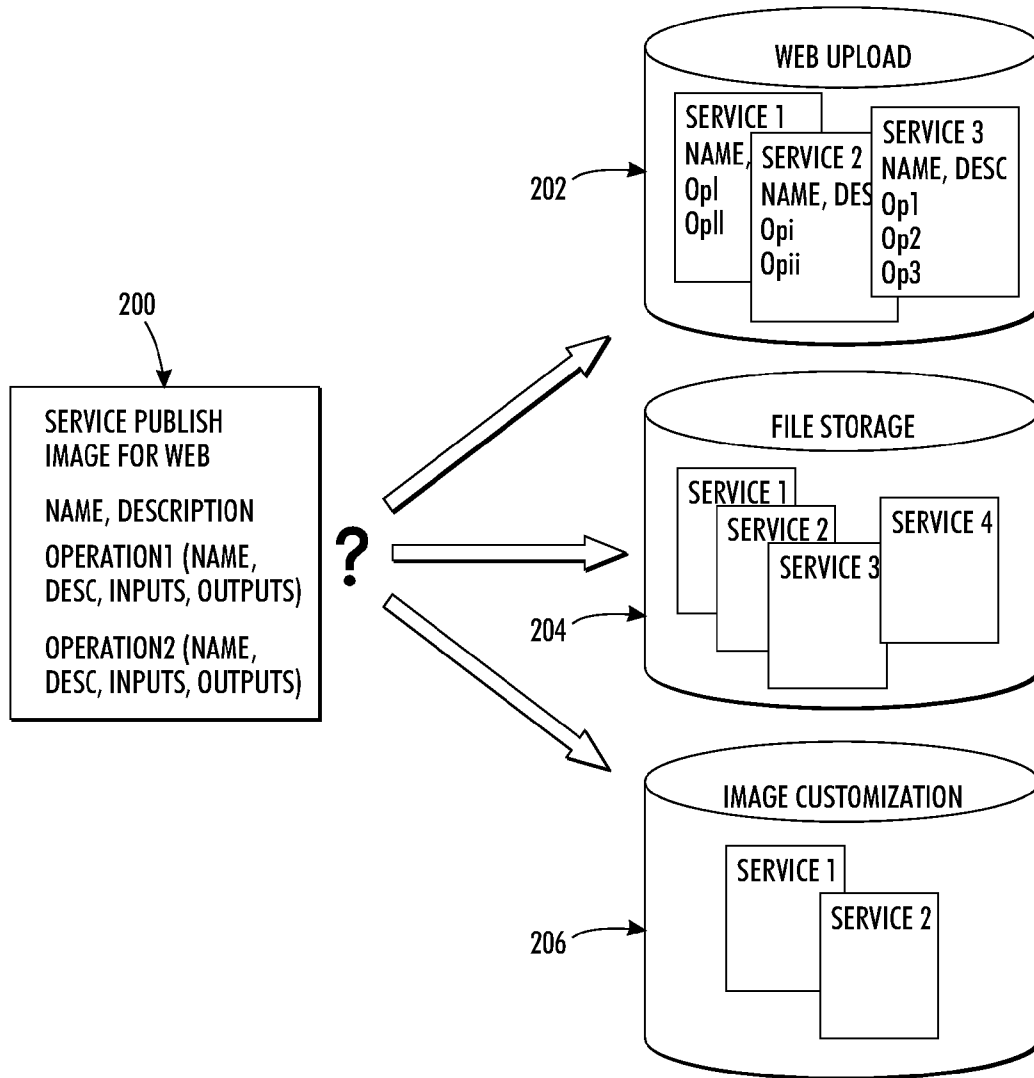 WEB UPLOAD
SERVICE 1
NAME,
OpI
OpII
SERVICE 2
NAME, DES
Opi
Opii
SERVICE 3
NAME, DESC
Op1
Op2
Op3
202
200
SERVICE PUBLISH
IMAGE FOR WEB
NAME, DESCRIPTION
OPERATION1 (NAME,
DESC, INPUTS, OUTPUTS)
OPERATION2 (NAME,
DESC, INPUTS, OUTPUTS)
?
FILE STORAGE
SERVICE 1
SERVICE 2
SERVICE 3
SERVICE 4
204
IMAGE CUSTOMIZATION
SERVICE 1
SERVICE 2
206